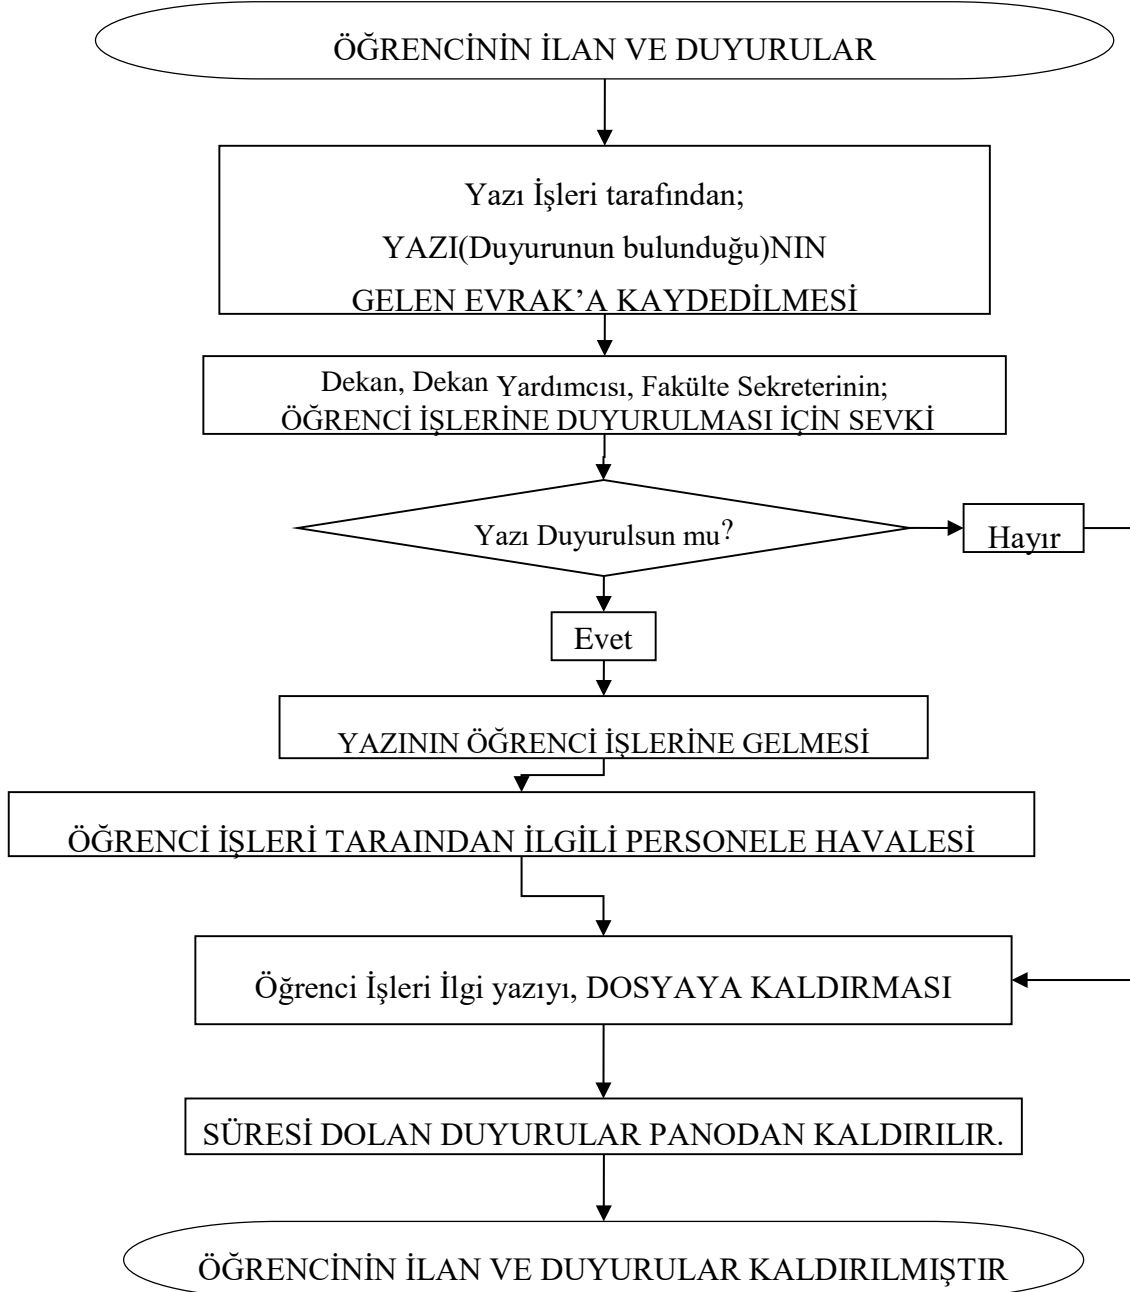 ÖĞRENCİNİN İLAN VE DUYURULAR
Yazı İşleri tarafından;
YAZI(Duyurunun bulunduğu)NIN
GELEN EVRAK’A KAYDEDİLMESİ
Dekan, Dekan Yardımcısı, Fakülte Sekreterinin;
ÖĞRENCİ İŞLERİNE DUYURULMASI İÇİN SEVKİ
Yazı Duyurulsun mu?
Hayır
Evet
YAZININ ÖĞRENCİ İŞLERİNE GELMESİ
ÖĞRENCİ İŞLERİ TARAINDAN İLGİLİ PERSONELE HAVALESİ
Öğrenci İşleri İlgi yazıyı, DOSYAYA KALDIRMASI
SÜRESİ DOLAN DUYURULAR PANODAN KALDIRILIR.
ÖĞRENCİNİN İLAN VE DUYURULAR KALDIRILMIŞTIR